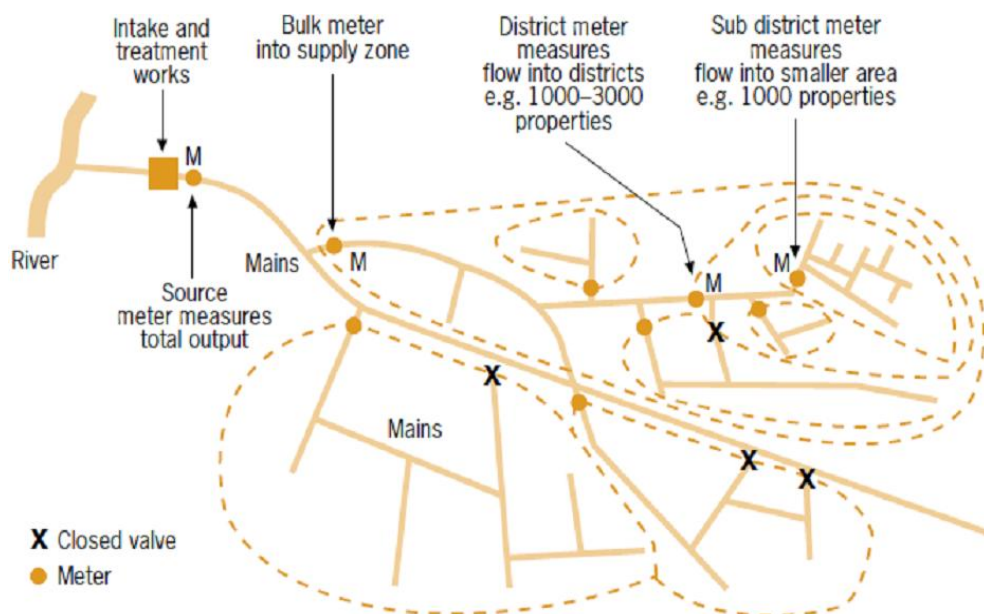 Intake and
treatment
works
Bulk meter
into supply zone
District meter
measures
flow into districts
e.g. 1000–3000
properties
Sub district meter
measures
flow into smaller area
e.g. 1000 properties
M
River
Mains
M
Source
meter measures
total output
M
M
Mains
X Closed valve
Meter
X
X
X
X